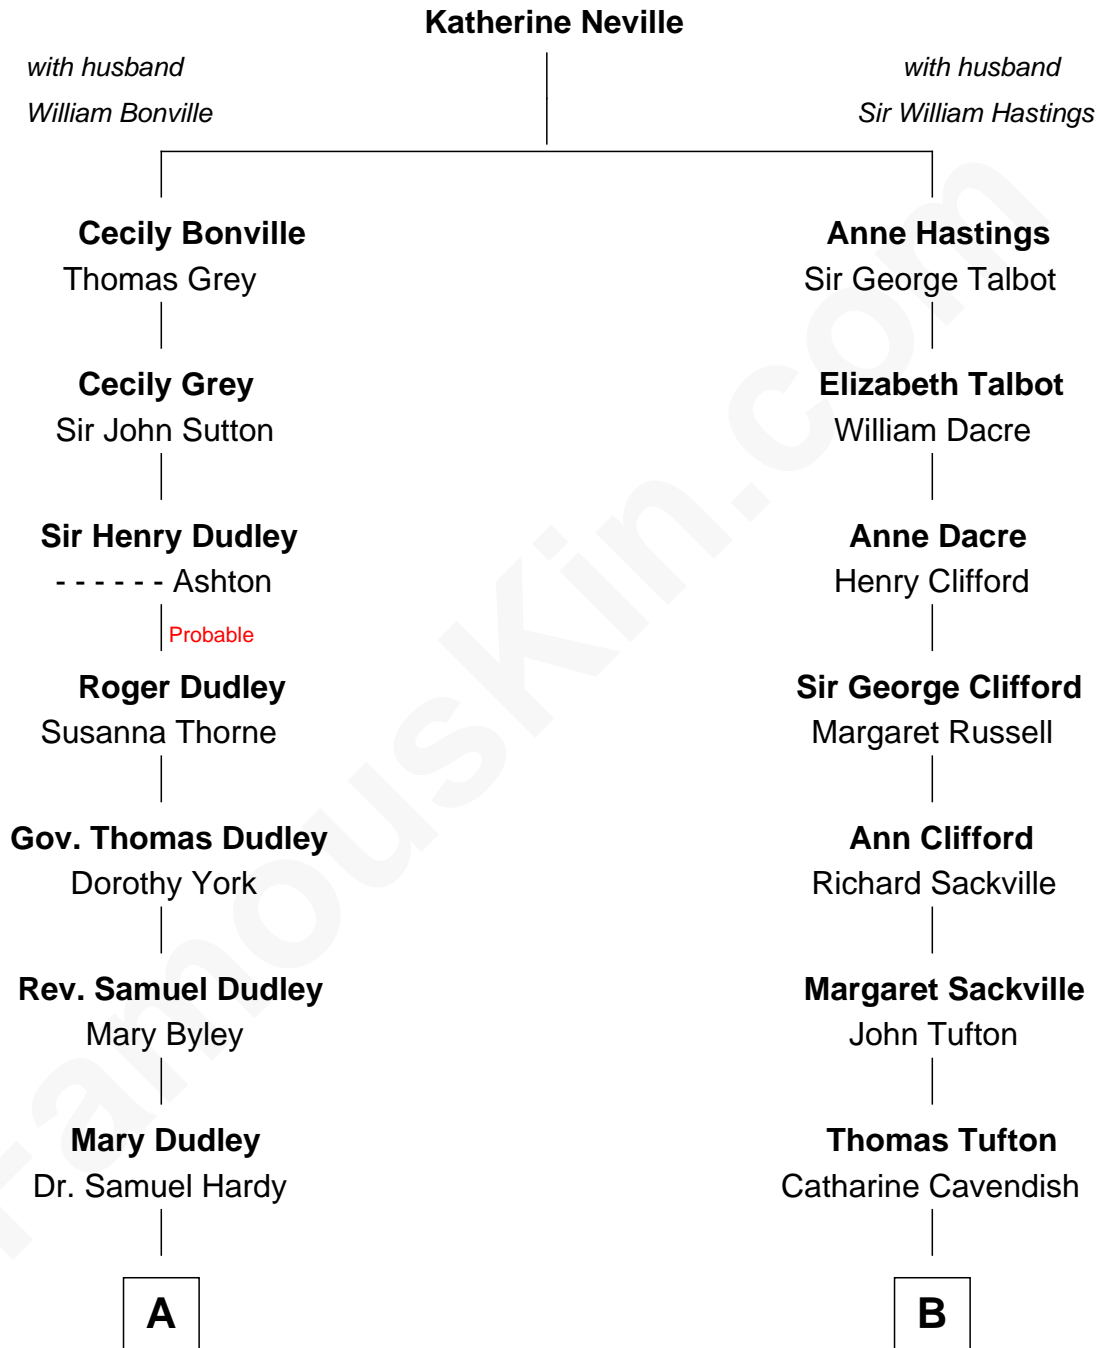 Katherine Neville
with husband
William Bonville
with husband
Sir William Hastings
Cecily Bonville
Thomas Grey
Anne Hastings
Sir George Talbot
Cecily Grey
Sir John Sutton
Elizabeth Talbot
William Dacre
Sir Henry Dudley
- - - - - - Ashton
Anne Dacre
Henry Clifford
Probable
Roger Dudley
Susanna Thorne
Sir George Clifford
Margaret Russell
Gov. Thomas Dudley
Dorothy York
Ann Clifford
Richard Sackville
Rev. Samuel Dudley
Mary Byley
Margaret Sackville
John Tufton
Mary Dudley
Dr. Samuel Hardy
Thomas Tufton
Catharine Cavendish
A
B
FamousKin.com